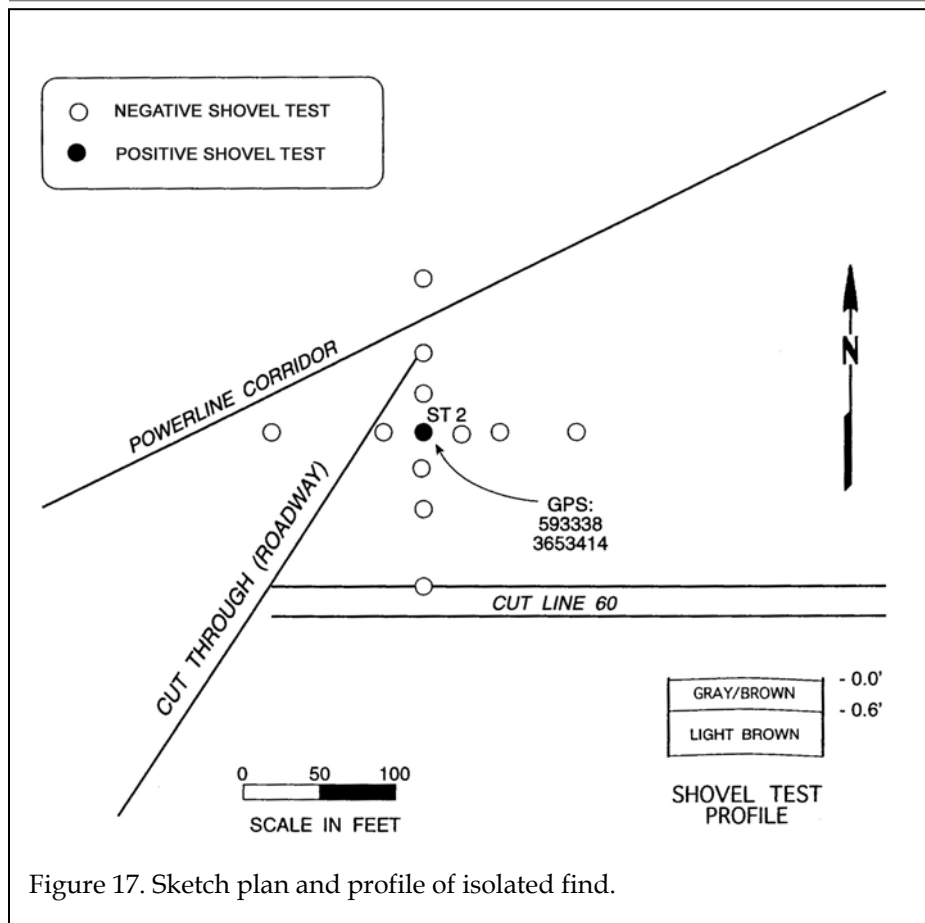 NEGATIVE SHOVEL TEST
POSITIVE SHOVEL TEST
POWERLINE CORRIDOR
N
ST 2
GPS:
593338
3653414
CUT THROUGH (ROADWAY)
CUT LINE 60
- 0.0'
GRAY/BROWN
- 0.6'
LIGHT BROWN
SHOVEL TEST
PROFILE
0 50 100
SCALE IN FEET
Figure 17. Sketch plan and profile of isolated find.